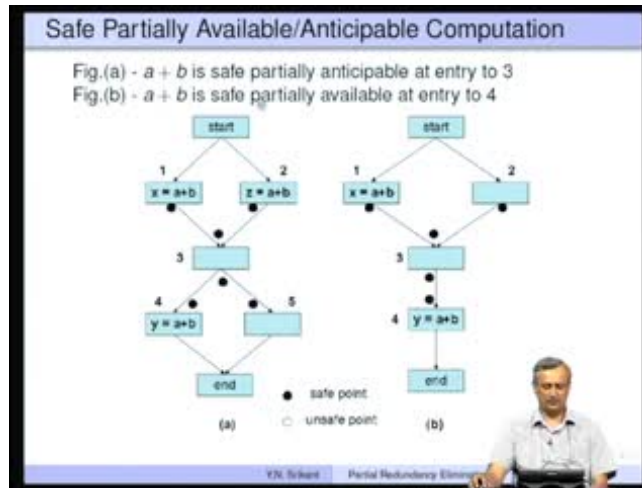 Safe Partially Available/Anticipable Computation
Fig.(a) - a + b is safe partially anticipable at entry to 3
Fig.(b) - a + b is safe partially available at entry to 4
start
start
1
2
1
2
x = a+b
z = a+b
x = a+b
3
3
4
5
y = a+b
4
y = a+b
end
end
safe point
(a)
unsafe point
(b)
Y.N. Srikant
Partial Redundancy